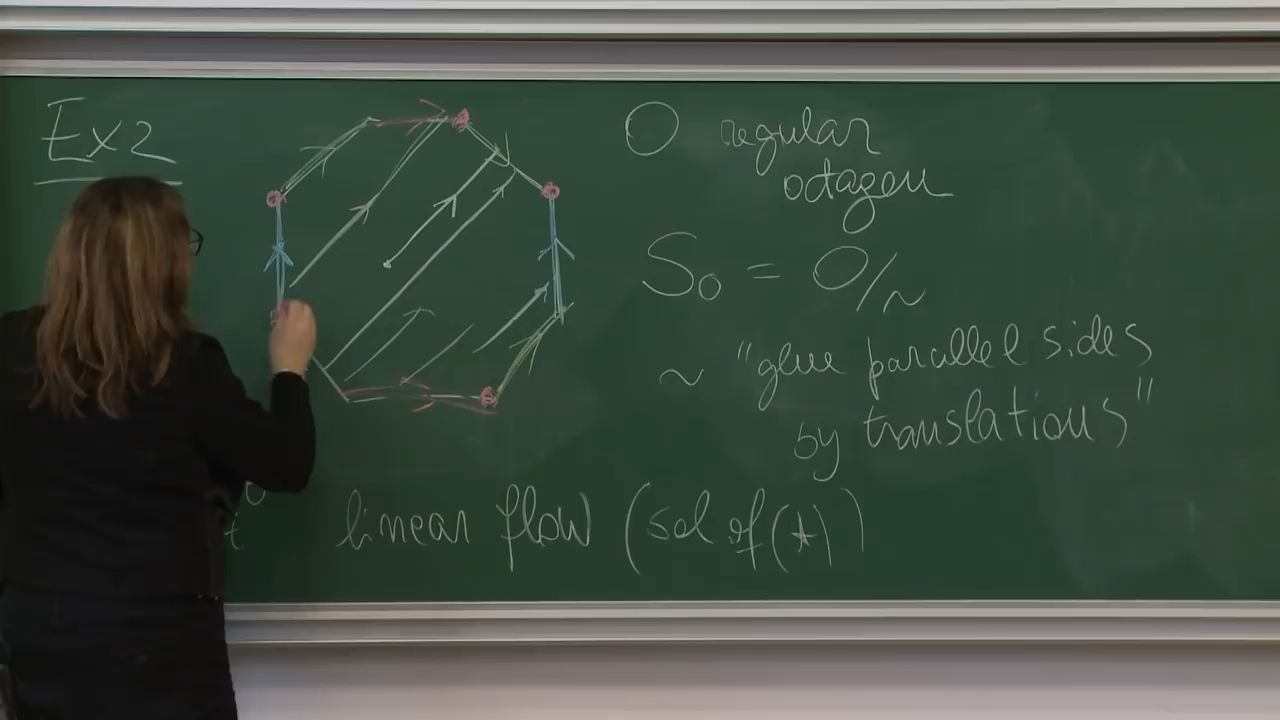 Ex 2
O regular
octagon
S₀ = O/~
~ "glue parallel sides
by translations"
linear flow (sol of (*))